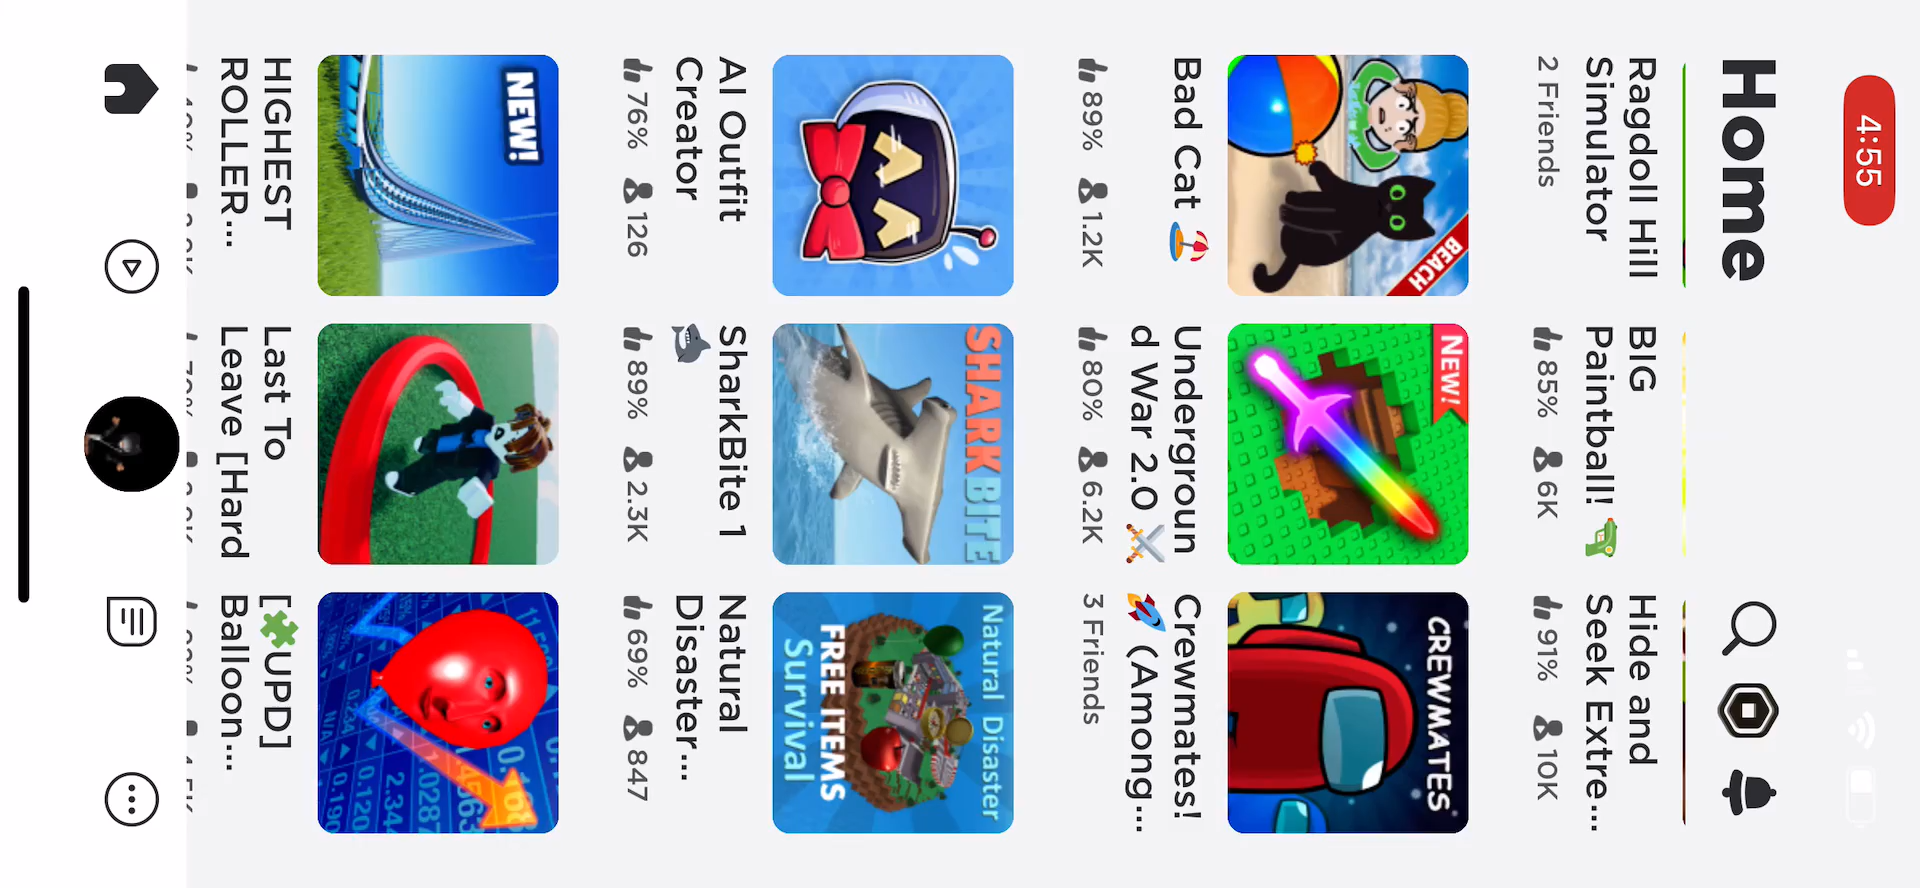 4:55
Home
Ragdoll Hill
Simulator
2 Friends
BIG
Paintball! 🔫
85% 6K
Hide and
Seek Extre...
91% 10K
BEACH
NEW!
CREWMATES
Bad Cat 🏖️
89% 1.2K
Undergroun
d War 2.0 ⚔️
80% 6.2K
Crewmates!
🚀 (Among...
3 Friends
SHARK BITE
Natural Disaster
FREE ITEMS
Survival
AI Outfit
Creator
76% 126
SharkBite 1
🦈
89% 2.3K
Natural
Disaster...
69% 847
NEW!
HIGHEST
ROLLER...
Last To
Leave [Hard
[🧩UPD]
Balloon...